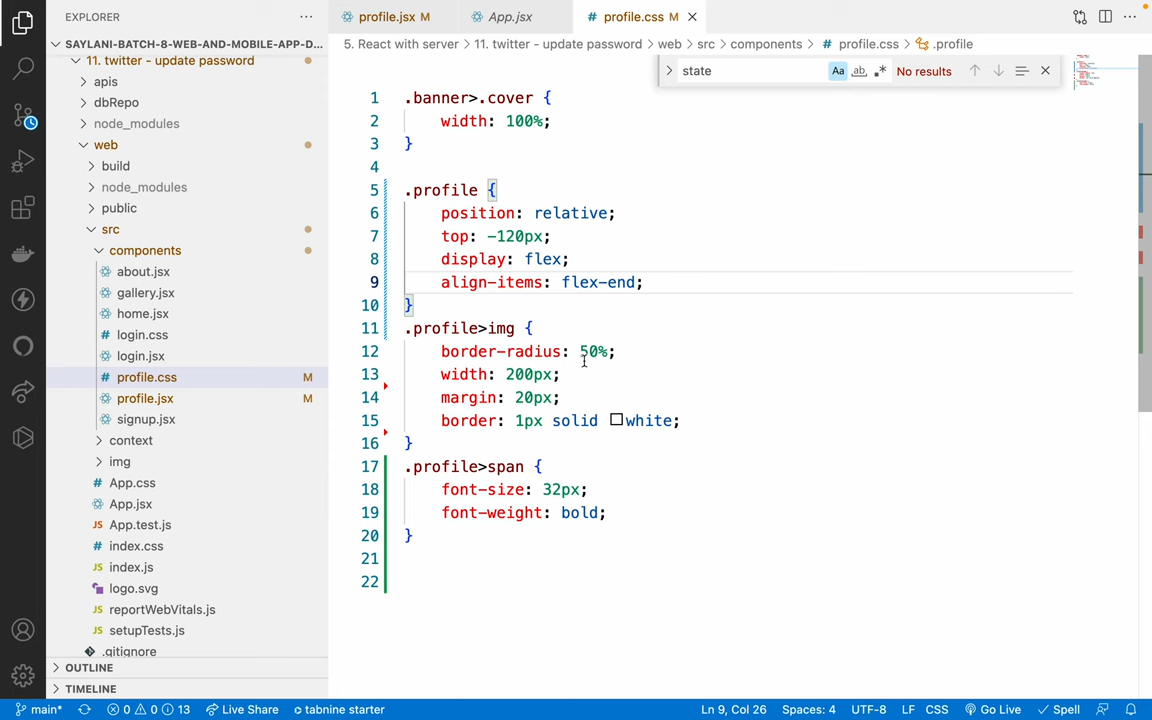 EXPLORER
SAYLANI-BATCH-8-WEB-AND-MOBILE-APP-D...
11. twitter - update password
apis
dbRepo
node_modules
web
build
node_modules
public
src
components
about.jsx
gallery.jsx
home.jsx
login.css
login.jsx
profile.css M
profile.jsx M
signup.jsx
context
img
App.css
App.jsx
App.test.js
index.css
index.js
logo.svg
reportWebVitals.js
setupTests.js
.gitignore
OUTLINE
TIMELINE
profile.jsx M
App.jsx
profile.css M
5. React with server > 11. twitter - update password > web > src > components > # profile.css > .profile
state Aa ab No results
1 .banner>.cover {
2 width: 100%;
3 }
4
5 .profile {
6 position: relative;
7 top: -120px;
8 display: flex;
9 align-items: flex-end;
10 }
11 .profile>img {
12 border-radius: 50%;
13 width: 200px;
14 margin: 20px;
15 border: 1px solid white;
16 }
17 .profile>span {
18 font-size: 32px;
19 font-weight: bold;
20 }
21
22
main* 0 0 13 Live Share tabnine starter Ln 9, Col 26 Spaces: 4 UTF-8 LF CSS Go Live Spell